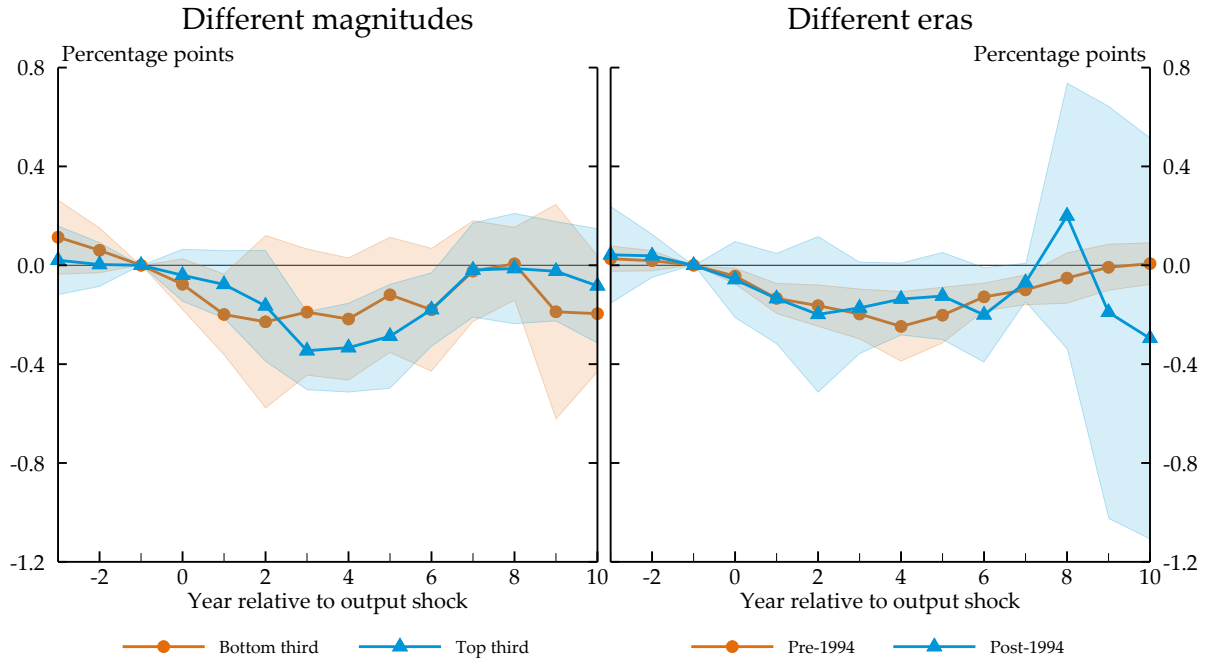 Different magnitudes
Different eras
Percentage points
Percentage points
0.8
0.4
0.0
-0.4
-0.8
-1.2
0.8
0.4
0.0
-0.4
-0.8
-1.2
-2 0 2 4 6 8 10
-2 0 2 4 6 8 10
Year relative to output shock
Year relative to output shock
Bottom third Top third
Pre-1994 Post-1994